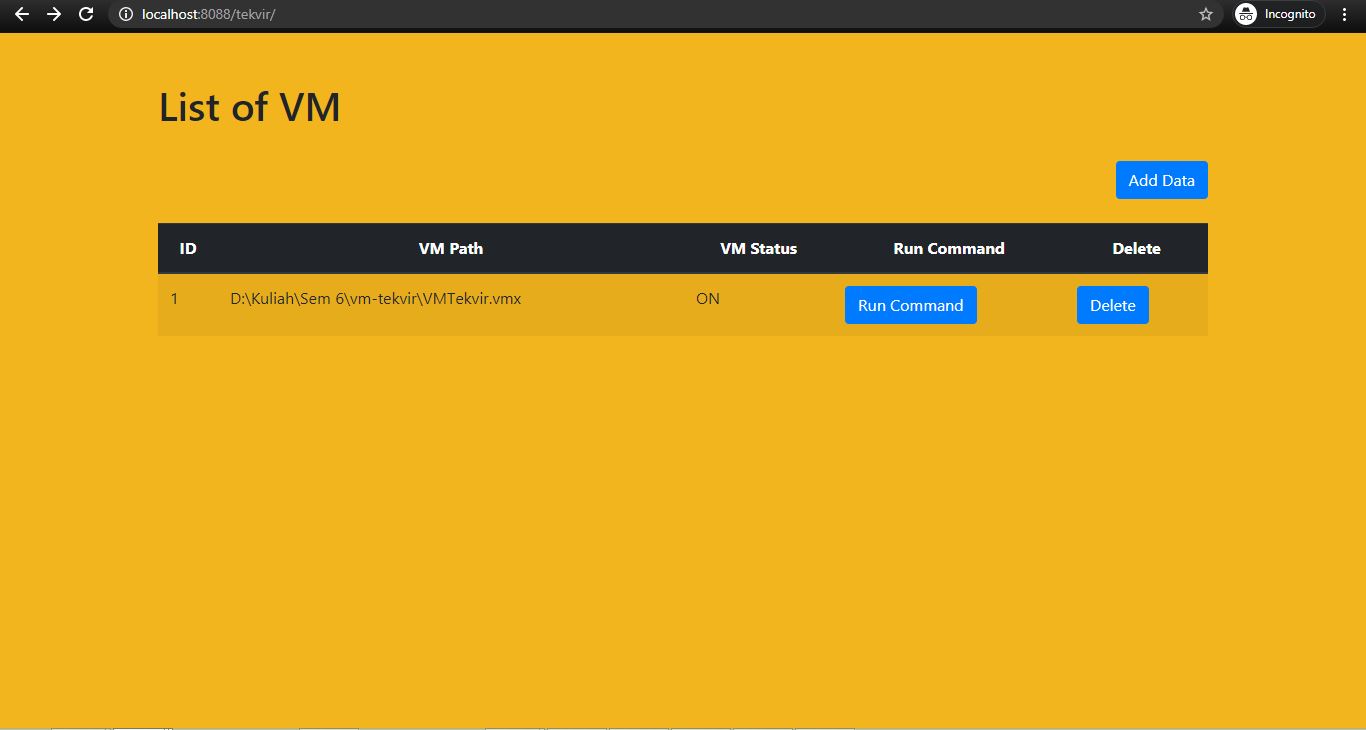 localhost:8088/tekvir/
Incognito
List of VM
Add Data
ID VM Path VM Status Run Command Delete
1 D:\Kuliah\Sem 6\vm-tekvir\VMTekvir.vmx ON Run Command Delete